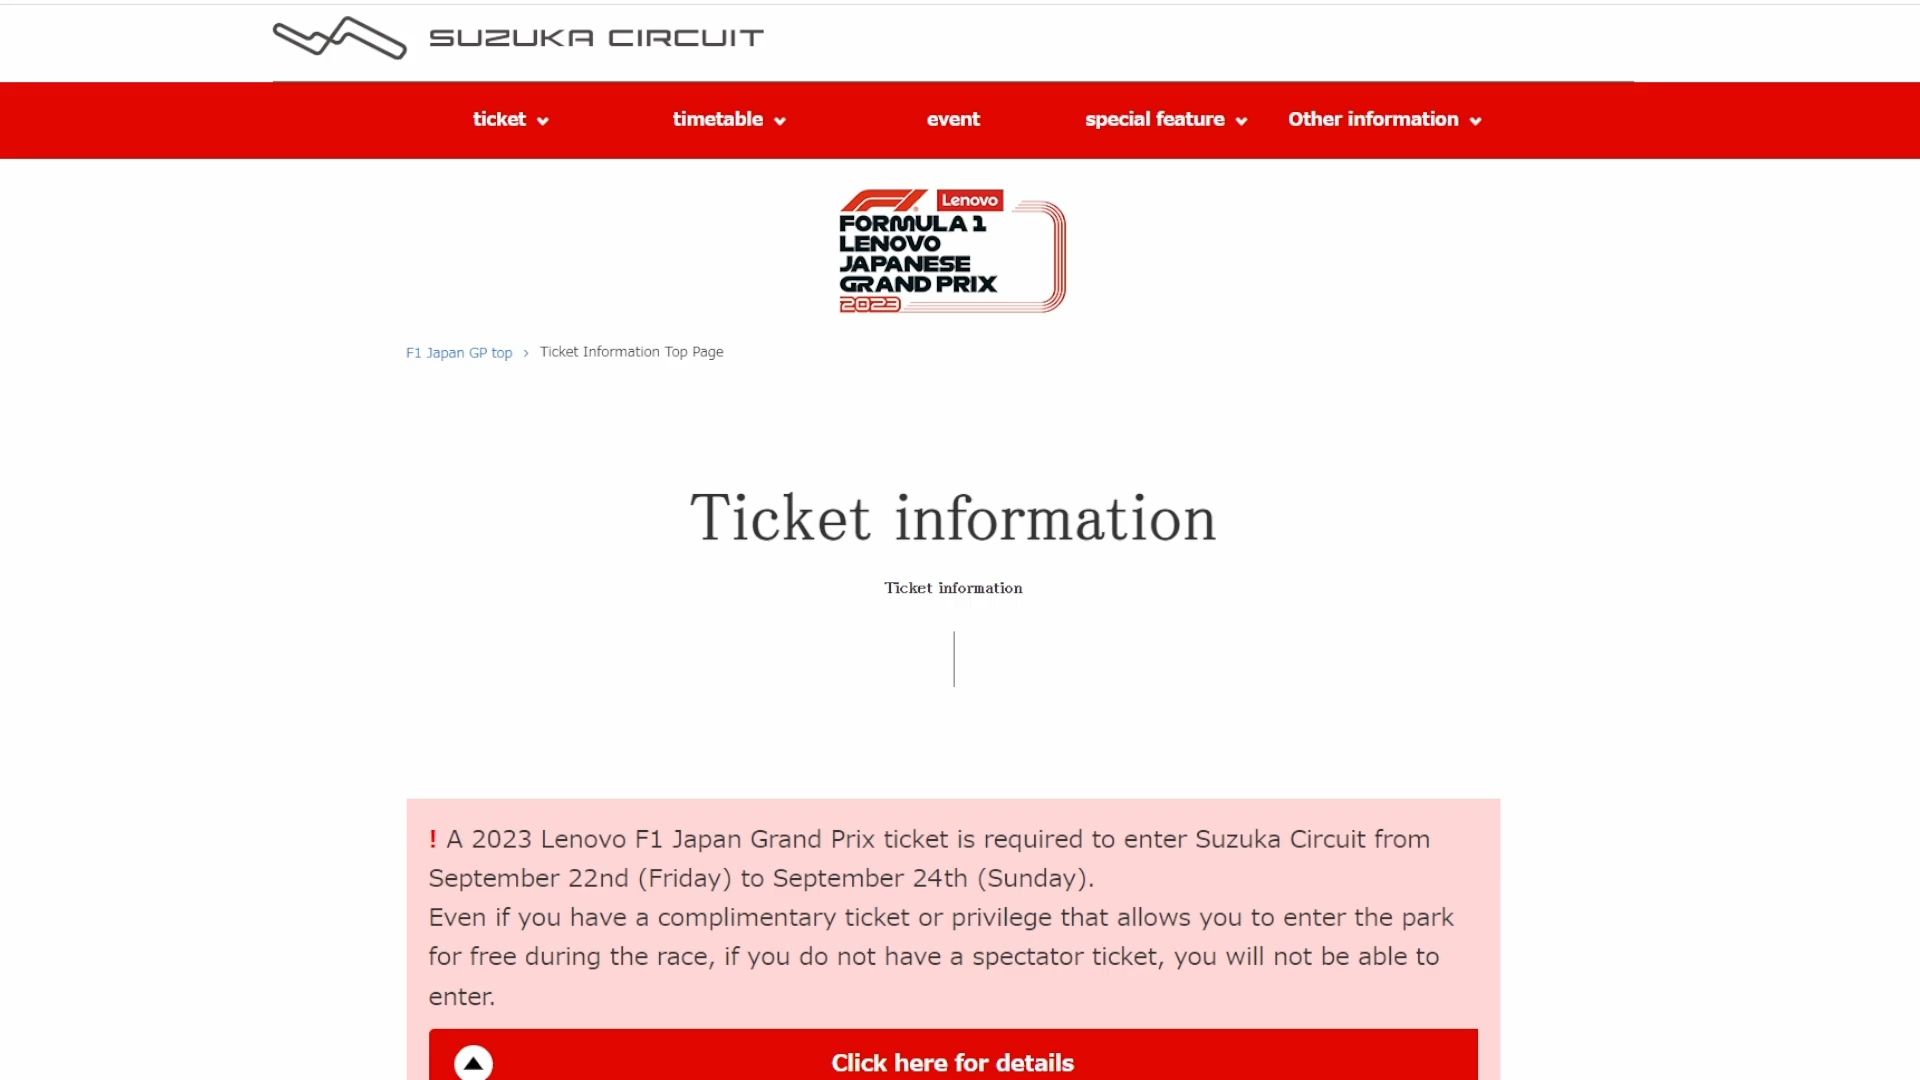 SUZUKA CIRCUIT
ticket timetable event special feature Other information
Lenovo
FORMULA 1
LENOVO
JAPANESE
GRAND PRIX
2023
F1 Japan GP top › Ticket Information Top Page
Ticket information
Ticket information
! A 2023 Lenovo F1 Japan Grand Prix ticket is required to enter Suzuka Circuit from
September 22nd (Friday) to September 24th (Sunday).
Even if you have a complimentary ticket or privilege that allows you to enter the park
for free during the race, if you do not have a spectator ticket, you will not be able to
enter.
Click here for details